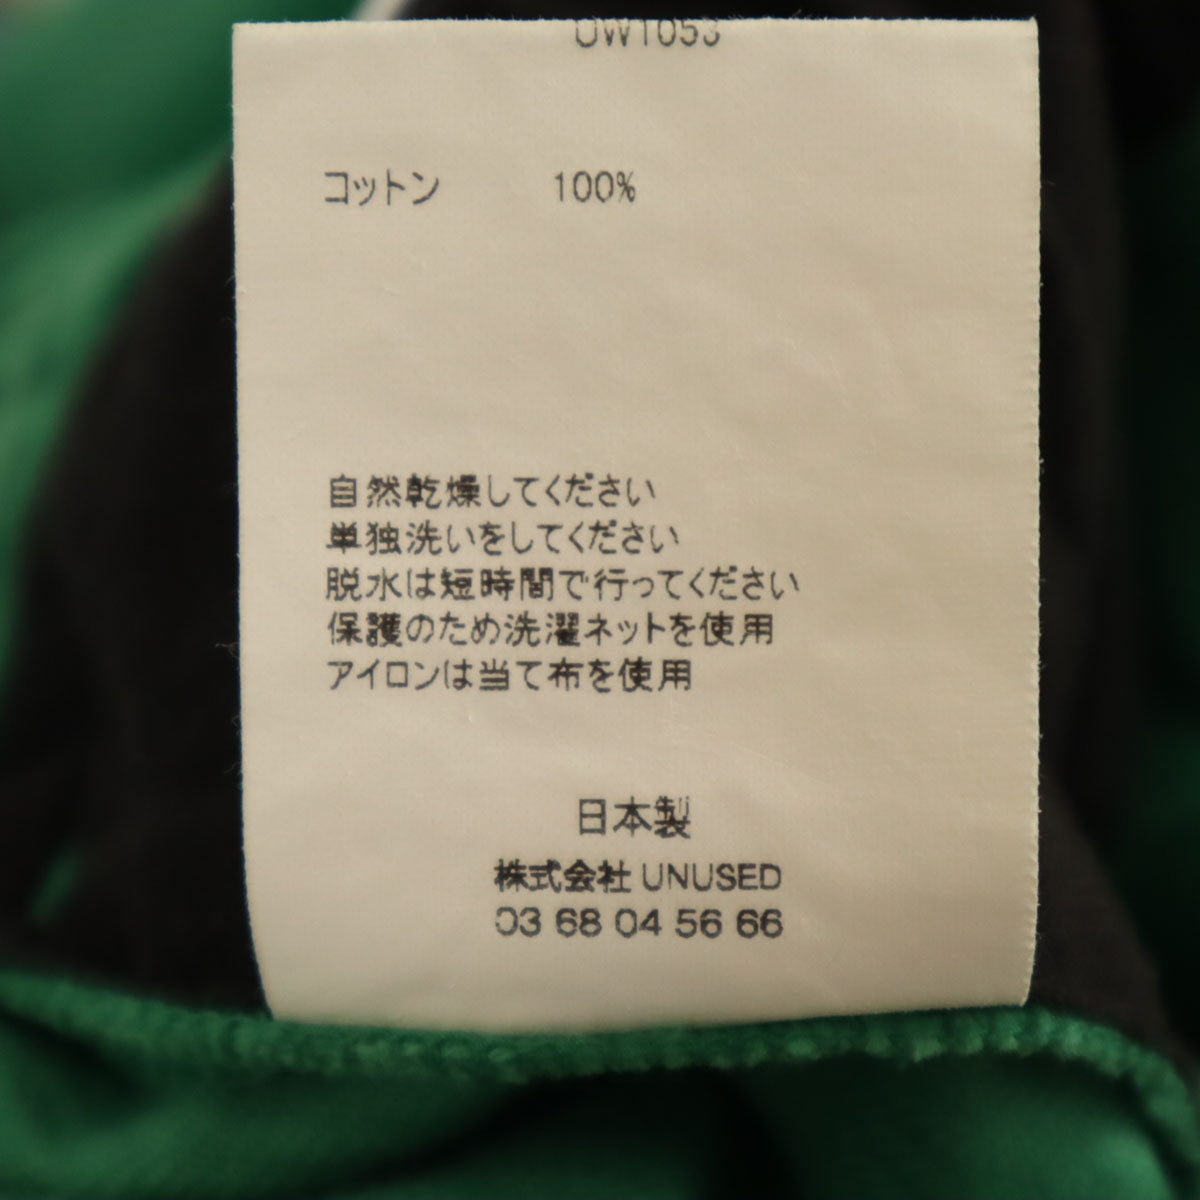 UW1053
コットン 100%
自然乾燥してください
単独洗いをしてください
脱水は短時間で行ってください
保護のため洗濯ネットを使用
アイロンは当て布を使用
日本製
株式会社 UNUSED
03 68 04 56 66